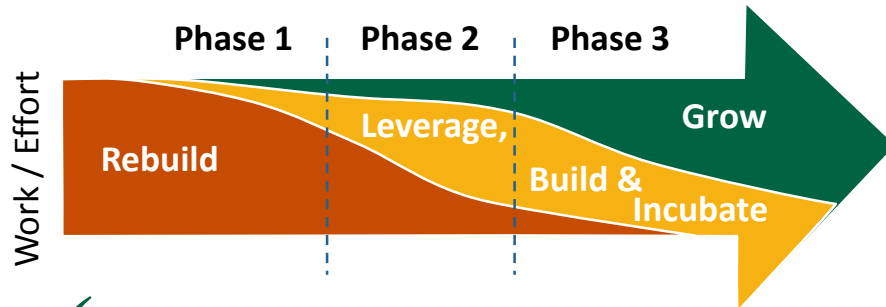 Phase 1 Phase 2 Phase 3
Work / Effort
Rebuild
Leverage,
Build &
Incubate
Grow